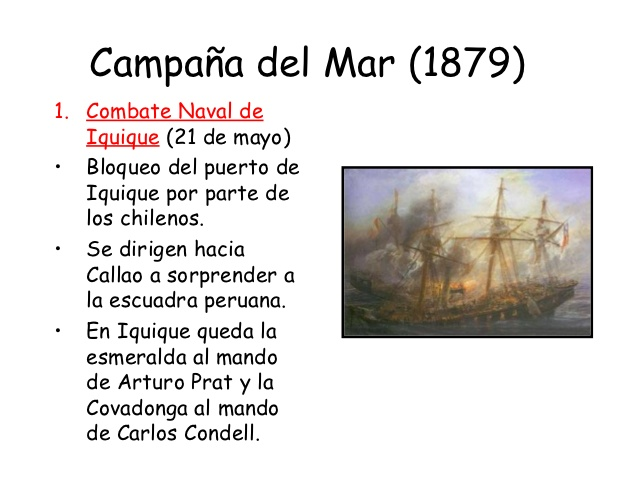 Campaña del Mar (1879)
1. Combate Naval de
Iquique (21 de mayo)
• Bloqueo del puerto de
Iquique por parte de
los chilenos.
• Se dirigen hacia
Callao a sorprender a
la escuadra peruana.
• En Iquique queda la
esmeralda al mando
de Arturo Prat y la
Covadonga al mando
de Carlos Condell.